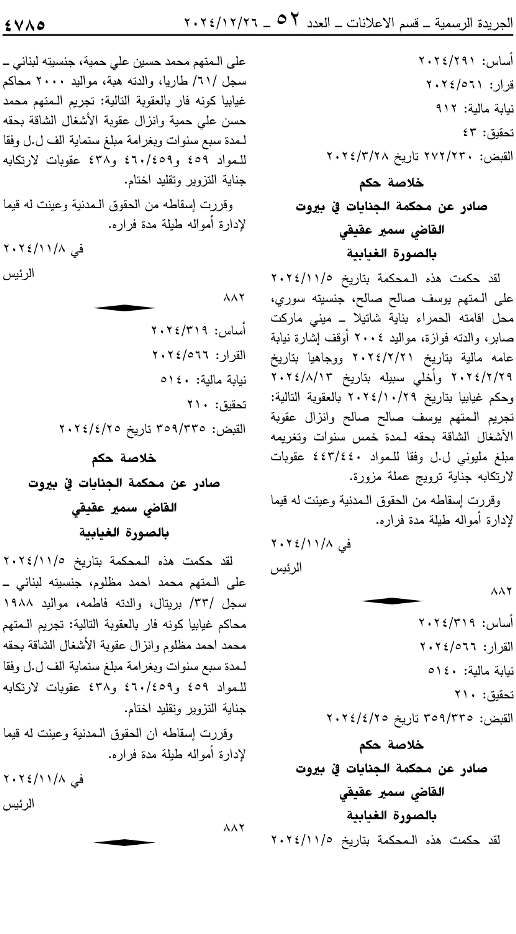 الجريدة الرسمية – قسم الاعلانات – العدد ٥٢ – ٢٠٢٤/١٢/٢٦
٤٧٨٥
أساس: ٢٠٢٤/٢٩١
قرار: ٢٠٢٤/٥٦١
نيابة مالية: ٩١٢
تحقيق: ٤٣
القبض: ٢٧٢/٢٣٠ تاريخ ٢٠٢٤/٣/٢٨
خلاصة حكم
صادر عن محكمة الجنايات في بيروت
القاضي سمير عقيقي
بالصورة الغيابية
لقد حكمت هذه المحكمة بتاريخ ٢٠٢٤/١١/٥
على المتهم يوسف صالح صالح، جنسيته سوري،
محل اقامته الحمراء بناية شاتيلا – ميني ماركت
صابر، والدته فوازة، مواليد ٢٠٠٤ أوقف إشارة نيابة
عامه مالية بتاريخ ٢٠٢٤/٢/٢١ ووجاهيا بتاريخ
٢٠٢٤/٢/٢٩ وأخلي سبيله بتاريخ ٢٠٢٤/٨/١٣
وحكم غيابيا بتاريخ ٢٠٢٤/١٠/٢٩ بالعقوبة التالية:
تجريم المتهم يوسف صالح صالح وانزال عقوبة
الأشغال الشاقة بحقه لمدة خمس سنوات وتغريمه
مبلغ مليوني ل.ل وفقا للمواد ٤٤٣/٤٤٠ عقوبات
لارتكابه جناية ترويج عملة مزورة.
وقررت إسقاطه من الحقوق المدنية وعينت له قيما
لإدارة أمواله طيلة مدة فراره.
في ٢٠٢٤/١١/٨
الرئيس
٨٨٢
أساس: ٢٠٢٤/٣١٩
القرار: ٢٠٢٤/٥٦٦
نيابة مالية: ٥١٤٠
تحقيق: ٢١٠
القبض: ٣٥٩/٣٣٥ تاريخ ٢٠٢٤/٤/٢٥
خلاصة حكم
صادر عن محكمة الجنايات في بيروت
القاضي سمير عقيقي
بالصورة الغيابية
لقد حكمت هذه المحكمة بتاريخ ٢٠٢٤/١١/٥
على المتهم محمد حسين علي حمية، جنسيته لبناني –
سجل /٦١/ طاريا، والدته هبة، مواليد ٢٠٠٠ محاكم
غيابيا كونه فار بالعقوبة التالية: تجريم المتهم محمد
حسن علي حمية وانزال عقوبة الأشغال الشاقة بحقه
لمدة سبع سنوات وبغرامة مبلغ ستماية الف ل.ل وفقا
للمواد ٤٥٩ و٤٦٠/٤٥٩ و٤٣٨ عقوبات لارتكابه
جناية التزوير وتقليد اختام.
وقررت إسقاطه من الحقوق المدنية وعينت له قيما
لإدارة أمواله طيلة مدة فراره.
في ٢٠٢٤/١١/٨
الرئيس
٨٨٢
أساس: ٢٠٢٤/٣١٩
القرار: ٢٠٢٤/٥٦٦
نيابة مالية: ٥١٤٠
تحقيق: ٢١٠
القبض: ٣٥٩/٣٣٥ تاريخ ٢٠٢٤/٤/٢٥
خلاصة حكم
صادر عن محكمة الجنايات في بيروت
القاضي سمير عقيقي
بالصورة الغيابية
لقد حكمت هذه المحكمة بتاريخ ٢٠٢٤/١١/٥
على المتهم محمد احمد مظلوم، جنسيته لبناني –
سجل /٣٣/ بريتال، والدته فاطمه، مواليد ١٩٨٨
محاكم غيابيا كونه فار بالعقوبة التالية: تجريم المتهم
محمد احمد مظلوم وانزال عقوبة الأشغال الشاقة بحقه
لمدة سبع سنوات وبغرامة مبلغ ستماية الف ل.ل وفقا
للمواد ٤٥٩ و٤٦٠/٤٥٩ و٤٣٨ عقوبات لارتكابه
جناية التزوير وتقليد اختام.
وقررت إسقاطه ان الحقوق المدنية وعينت له قيما
لإدارة أمواله طيلة مدة فراره.
في ٢٠٢٤/١١/٨
الرئيس
٨٨٢